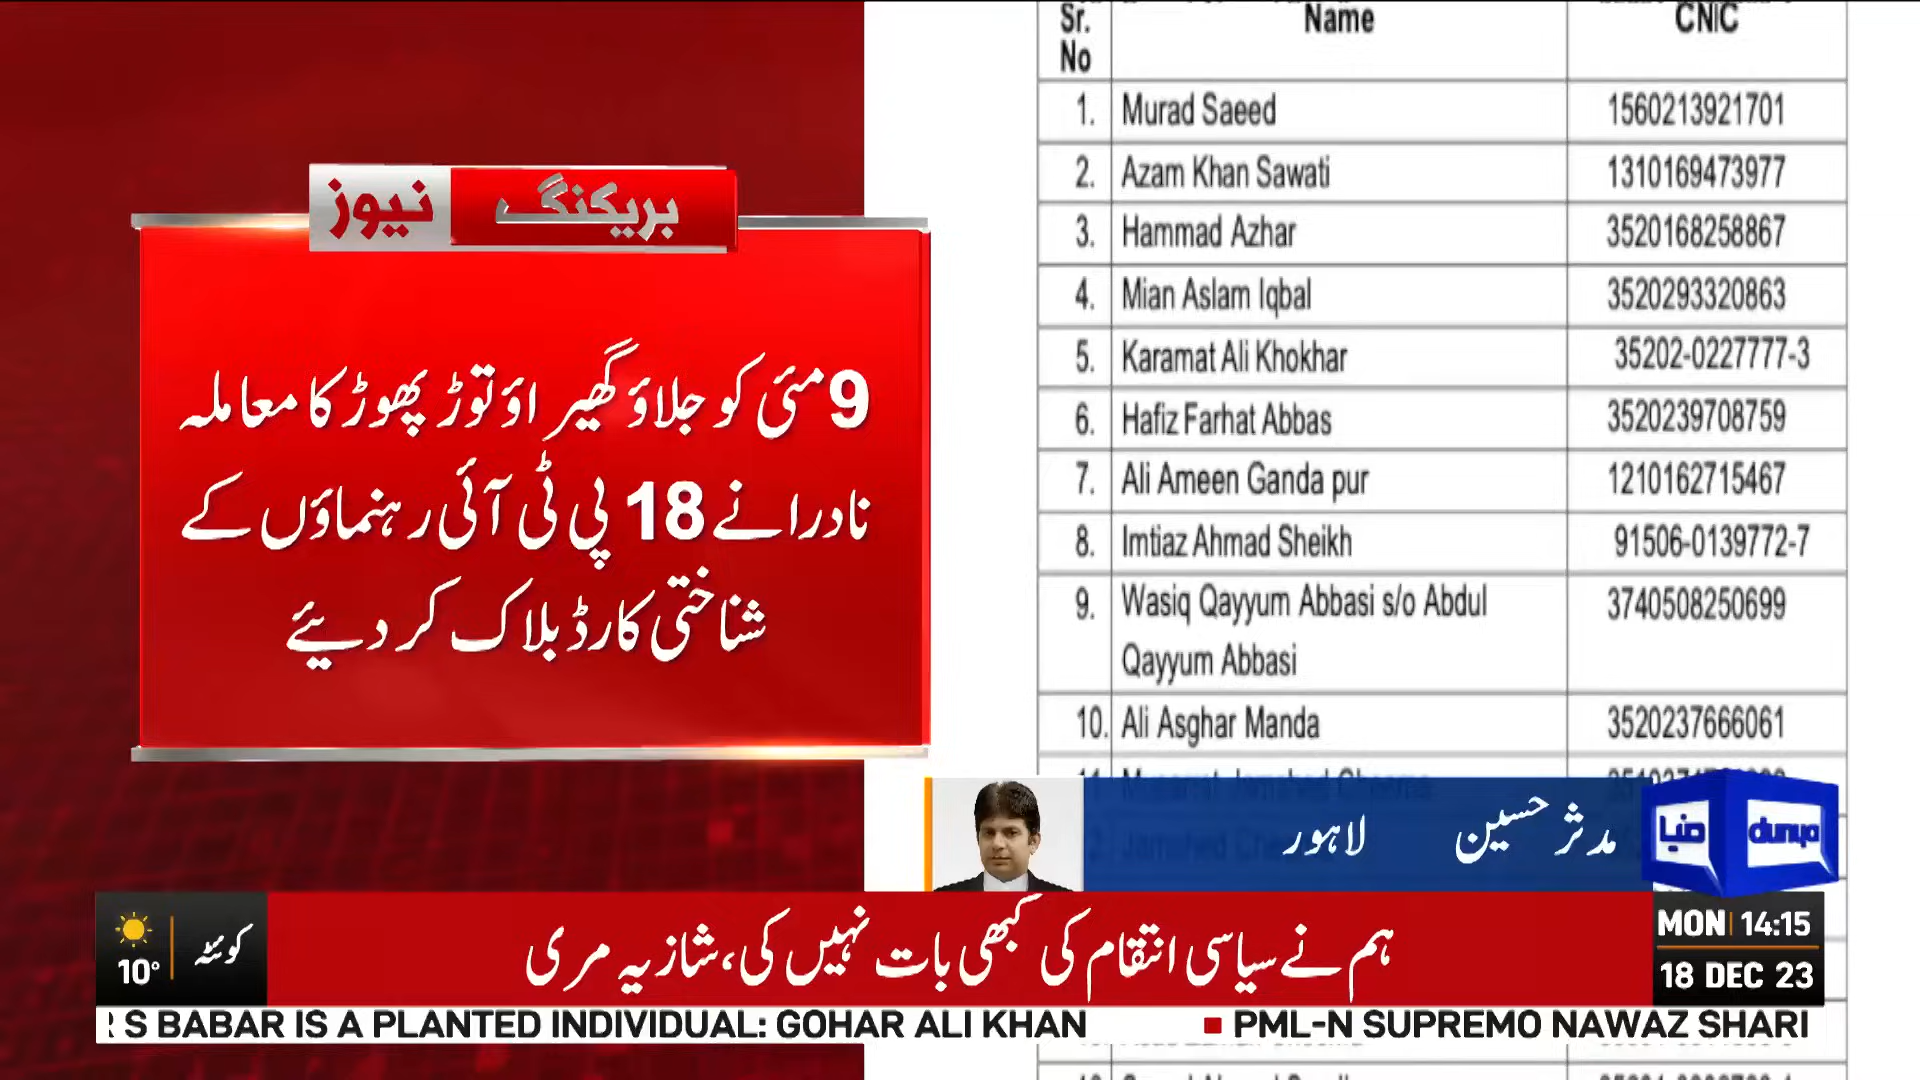 بریکنگ نیوز
9 مئی کو جلاؤ گھیراؤ توڑ پھوڑ کا معاملہ
نادرا نے 18 پی ٹی آئی رہنماؤں کے
شناختی کارڈ بلاک کر دیئے
Sr. No Name CNIC
1. Murad Saeed 1560213921701
2. Azam Khan Sawati 1310169473977
3. Hammad Azhar 3520168258867
4. Mian Aslam Iqbal 3520293320863
5. Karamat Ali Khokhar 35202-0227777-3
6. Hafiz Farhat Abbas 3520239708759
7. Ali Ameen Ganda pur 1210162715467
8. Imtiaz Ahmad Sheikh 91506-0139772-7
9. Wasiq Qayyum Abbasi s/o Abdul 3740508250699
Qayyum Abbasi
10. Ali Asghar Manda 3520237666061
مدثر حسین لاہور
دنیا dunya
کوئٹہ 10°
ہم نے سیاسی انتقام کی کبھی بات نہیں کی، شازیہ مری
MON 14:15
18 DEC 23
S BABAR IS A PLANTED INDIVIDUAL: GOHAR ALI KHAN PML-N SUPREMO NAWAZ SHARI